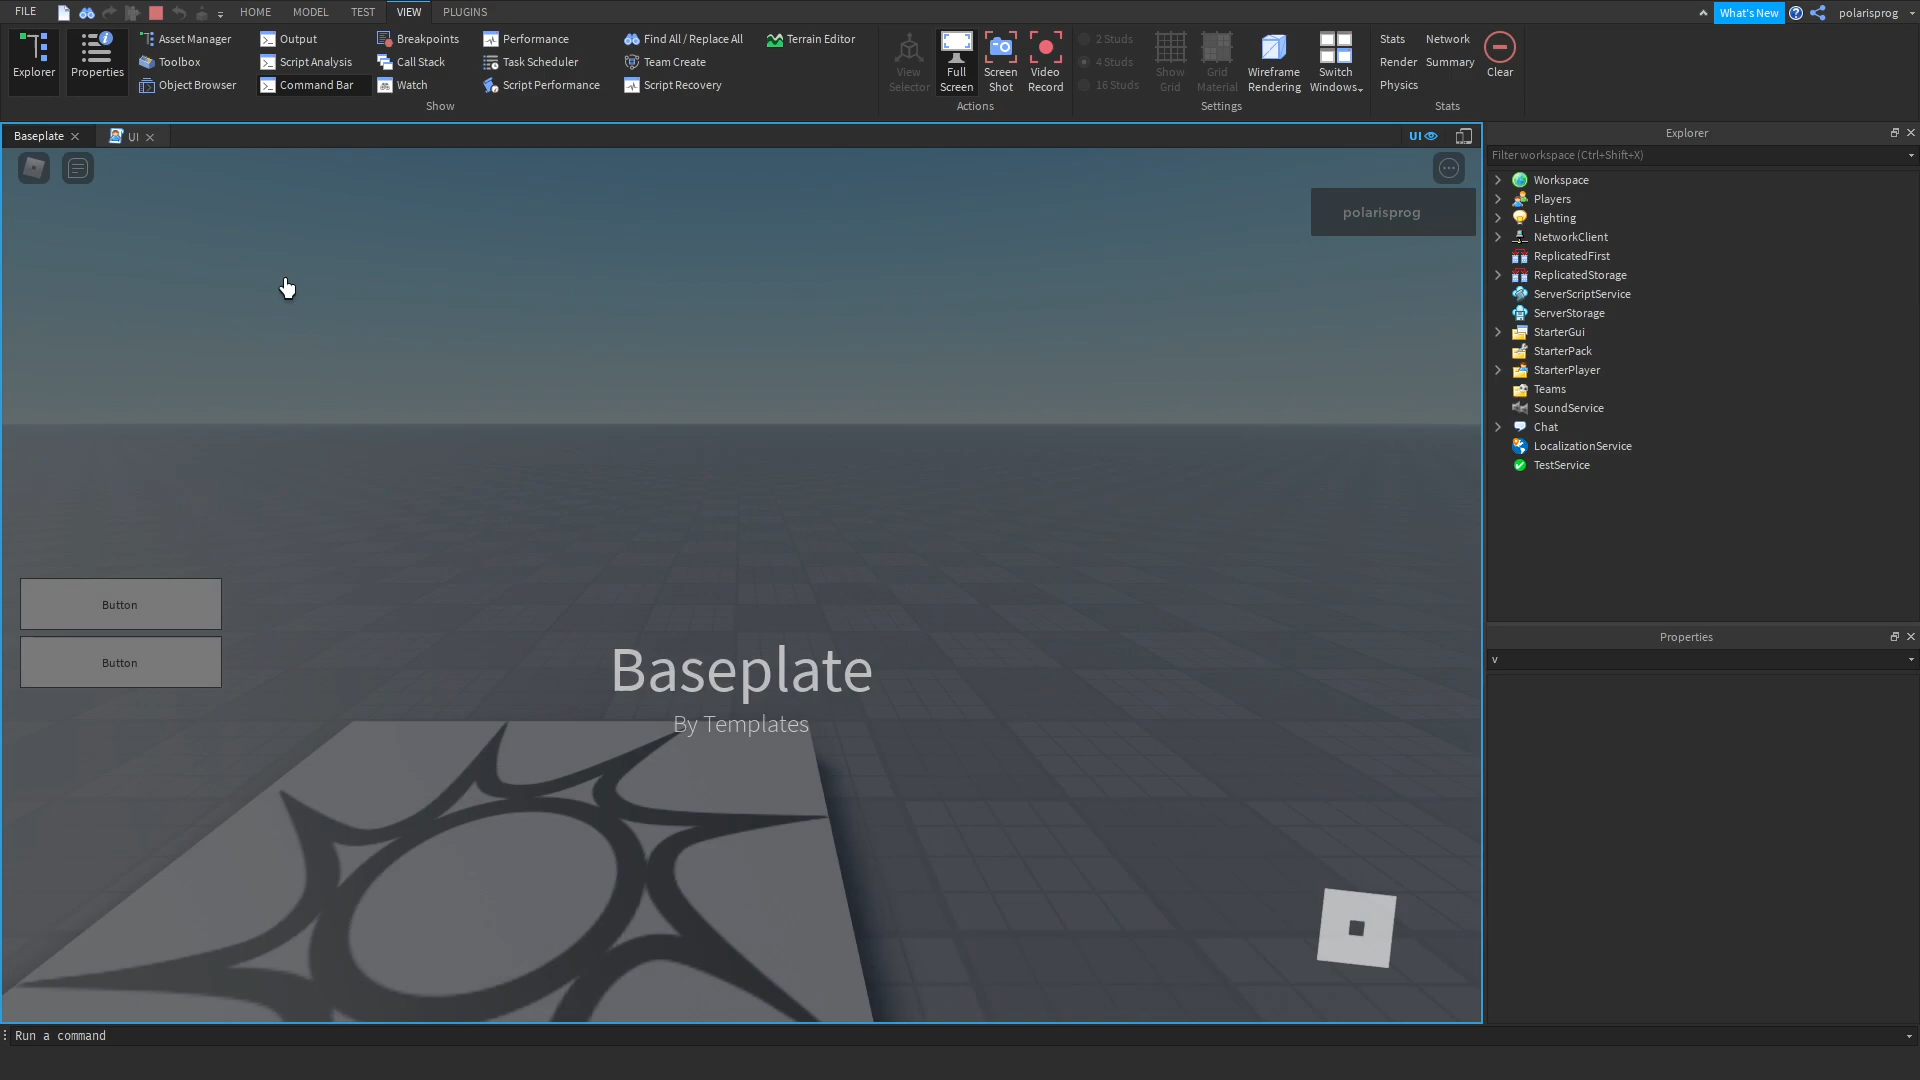 FILE HOME MODEL TEST VIEW PLUGINS What's New polarisprog
Explorer
Properties
Asset Manager
Toolbox
Object Browser
Output
Script Analysis
Command Bar
Breakpoints
Call Stack
Watch
Performance
Task Scheduler
Script Performance
Find All / Replace All
Team Create
Script Recovery
Terrain Editor
Show
View
Selector
Full
Screen
Screen
Shot
Video
Record
Actions
2 Studs
4 Studs
16 Studs
Show
Grid
Grid
Material
Wireframe
Rendering
Switch
Windows
Settings
Stats Network
Render Summary
Physics
Clear
Stats
Baseplate UI UI
polarisprog
Button
Button
Baseplate
By Templates
Explorer
Filter workspace (Ctrl+Shift+X)
Workspace
Players
Lighting
NetworkClient
ReplicatedFirst
ReplicatedStorage
ServerScriptService
ServerStorage
StarterGui
StarterPack
StarterPlayer
Teams
SoundService
Chat
LocalizationService
TestService
Properties
v
Run a command